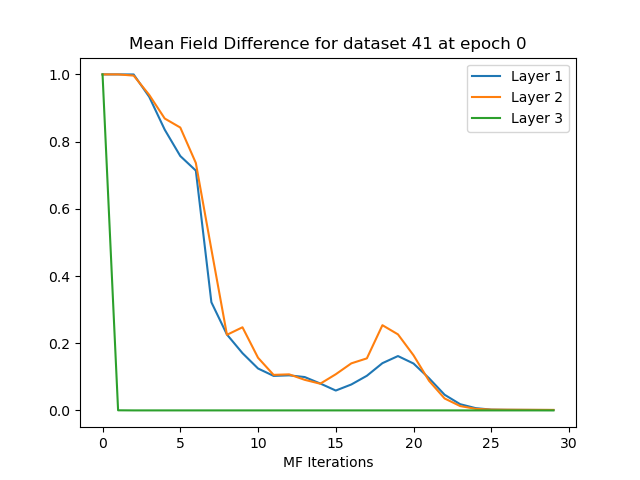 Mean Field Difference for dataset 41 at epoch 0
Layer 1
Layer 2
Layer 3
1.0
0.8
0.6
0.4
0.2
0.0
0 5 10 15 20 25 30
MF Iterations